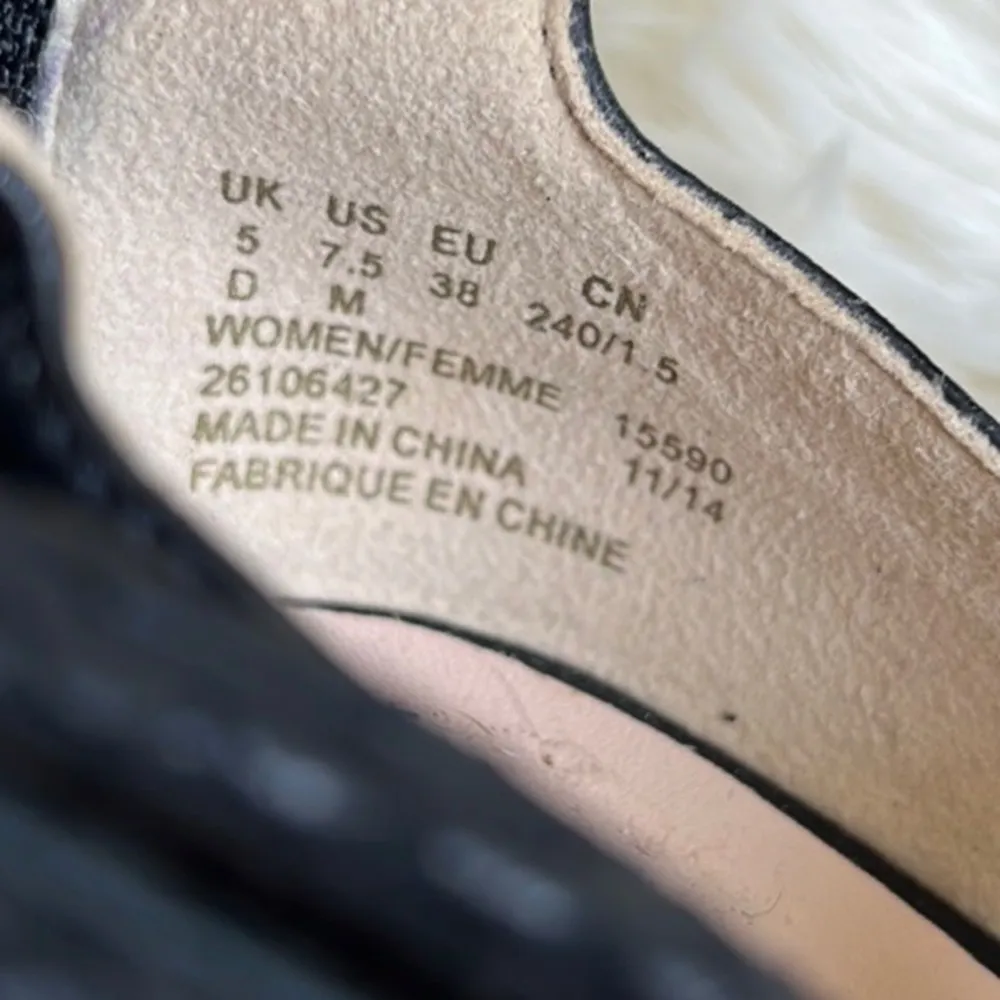 UK US EU CN
5 7.5 38 240/1.5
D M
WOMEN/FEMME
26106427 15590
MADE IN CHINA 11/14
FABRIQUE EN CHINE